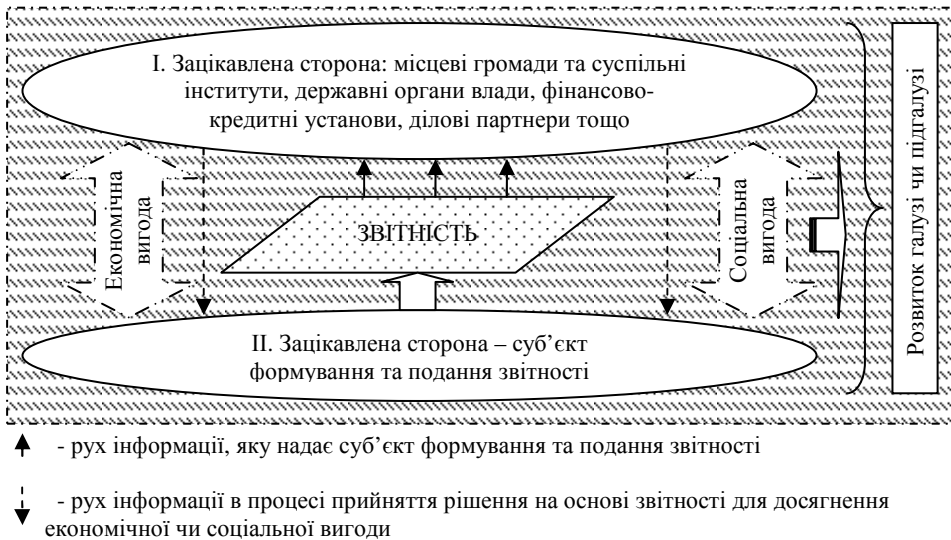 I. Зацікавлена сторона: місцеві громади та суспільні
інститути, державні органи влади, фінансово-
кредитні установи, ділові партнери тощо
Економічна
вигода
ЗВІТНІСТЬ
Соціальна
вигода
Розвиток галузі чи підгалузі
II. Зацікавлена сторона – суб’єкт
формування та подання звітності
- рух інформації, яку надає суб’єкт формування та подання звітності
- рух інформації в процесі прийняття рішення на основі звітності для досягнення
економічної чи соціальної вигоди